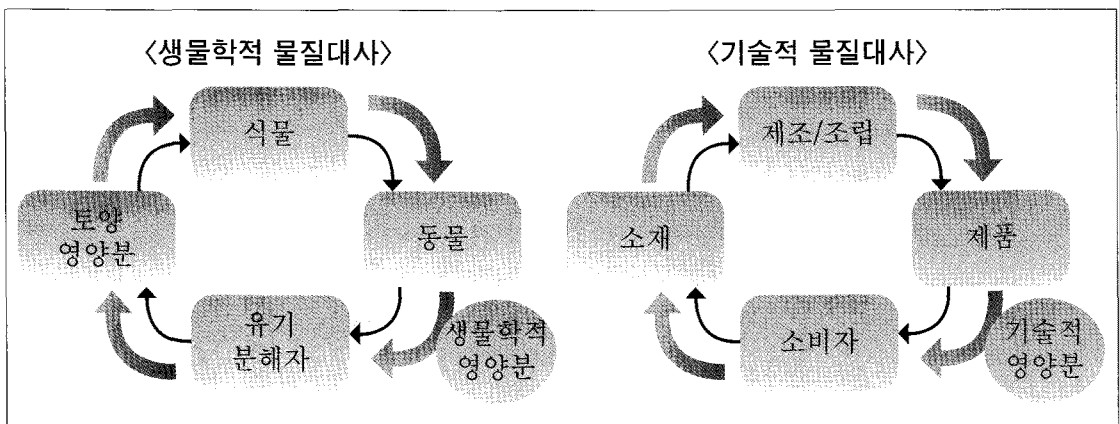 〈생물학적 물질대사〉
식물
동물
토양
영양분
유기
분해자
생물학적
영양분
〈기술적 물질대사〉
제조/조립
제품
소재
소비자
기술적
영양분